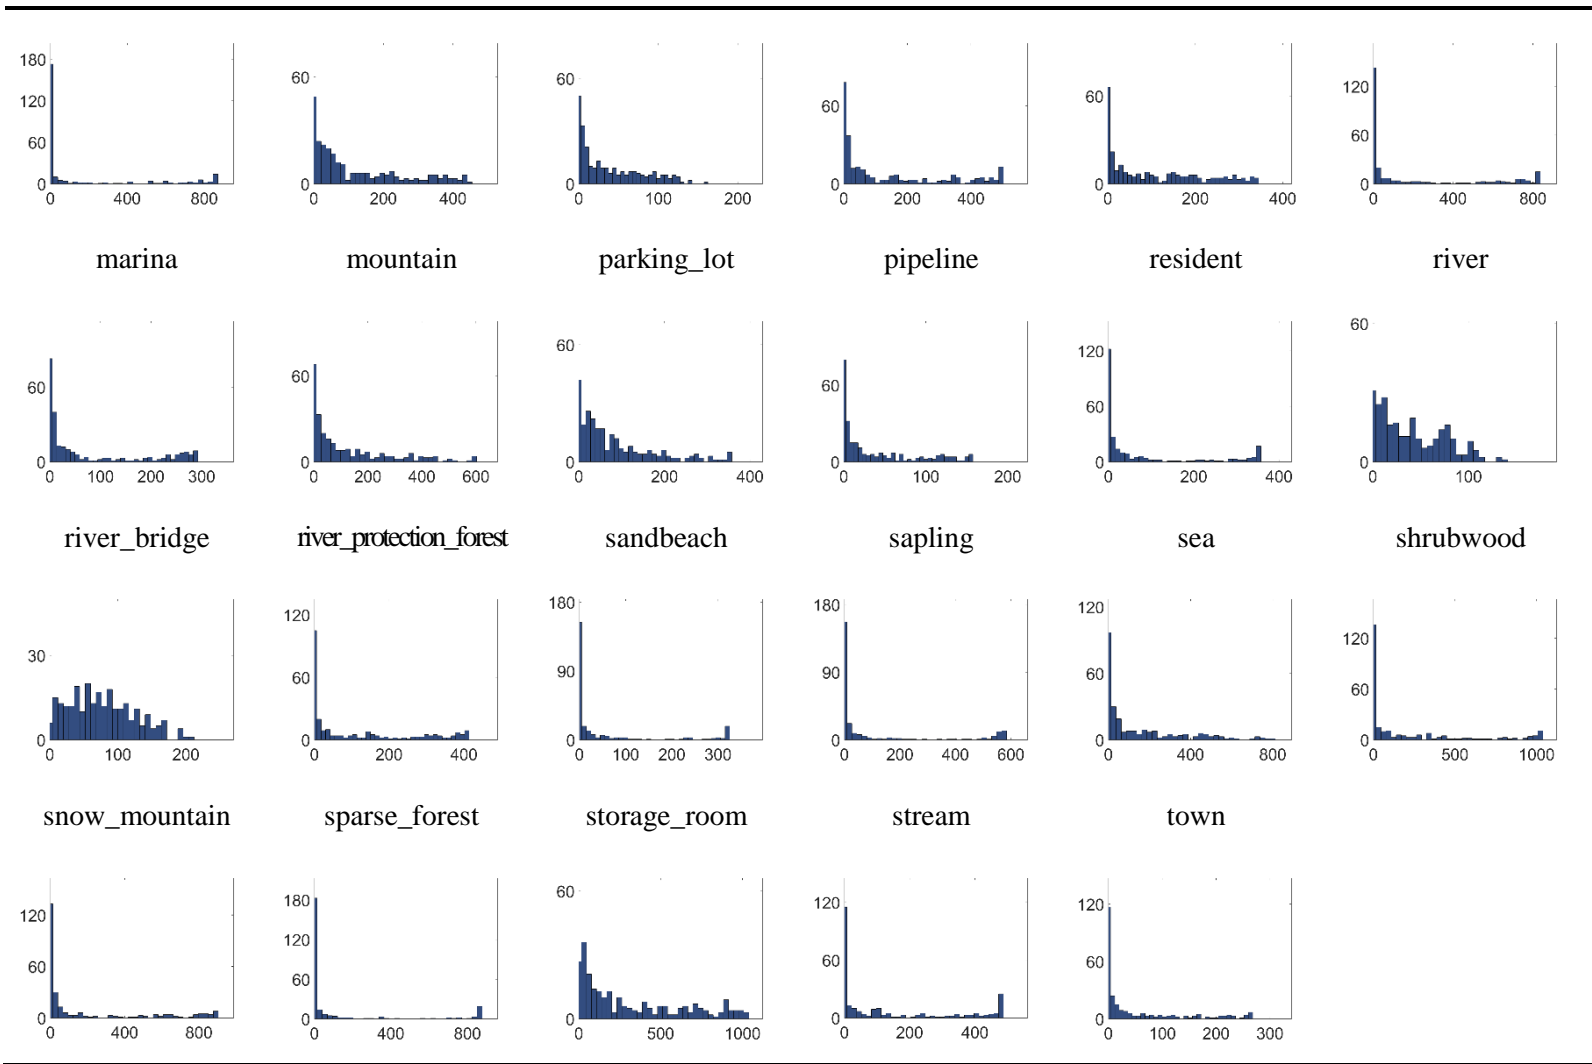 180 120 60 0 0 400 800
60 0 0 200 400
60 0 0 100 200
60 0 0 200 400
60 0 0 200 400
120 60 0 0 400 800
marina mountain parking_lot pipeline resident river
60 0 0 100 200 300
60 0 0 200 400 600
60 0 0 200 400
60 0 0 100 200
120 60 0 0 200 400
60 0 0 100
river_bridge river_protection_forest sandbeach sapling sea shrubwood
30 0 0 100 200
120 60 0 0 200 400
180 90 0 0 100 200 300
180 90 0 0 200 400 600
120 60 0 0 400 800
120 60 0 0 500 1000
snow_mountain sparse_forest storage_room stream town
120 60 0 0 400 800
180 120 60 0 0 400 800
60 0 0 500 1000
120 60 0 0 200 400
120 60 0 0 100 200 300